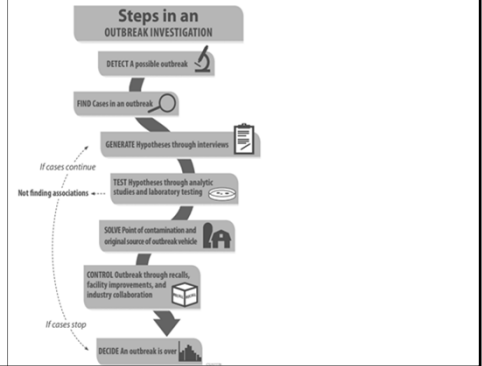 Steps in an
OUTBREAK INVESTIGATION
DETECT A possible outbreak
FIND Cases in an outbreak
GENERATE Hypotheses through interviews
If cases continue
TEST Hypotheses through analytic
studies and laboratory testing
Not finding associations
SOLVE Point of contamination and
original source of outbreak vehicle
CONTROL Outbreak through recalls,
facility improvements, and
industry collaboration
If cases stop
DECIDE An outbreak is over